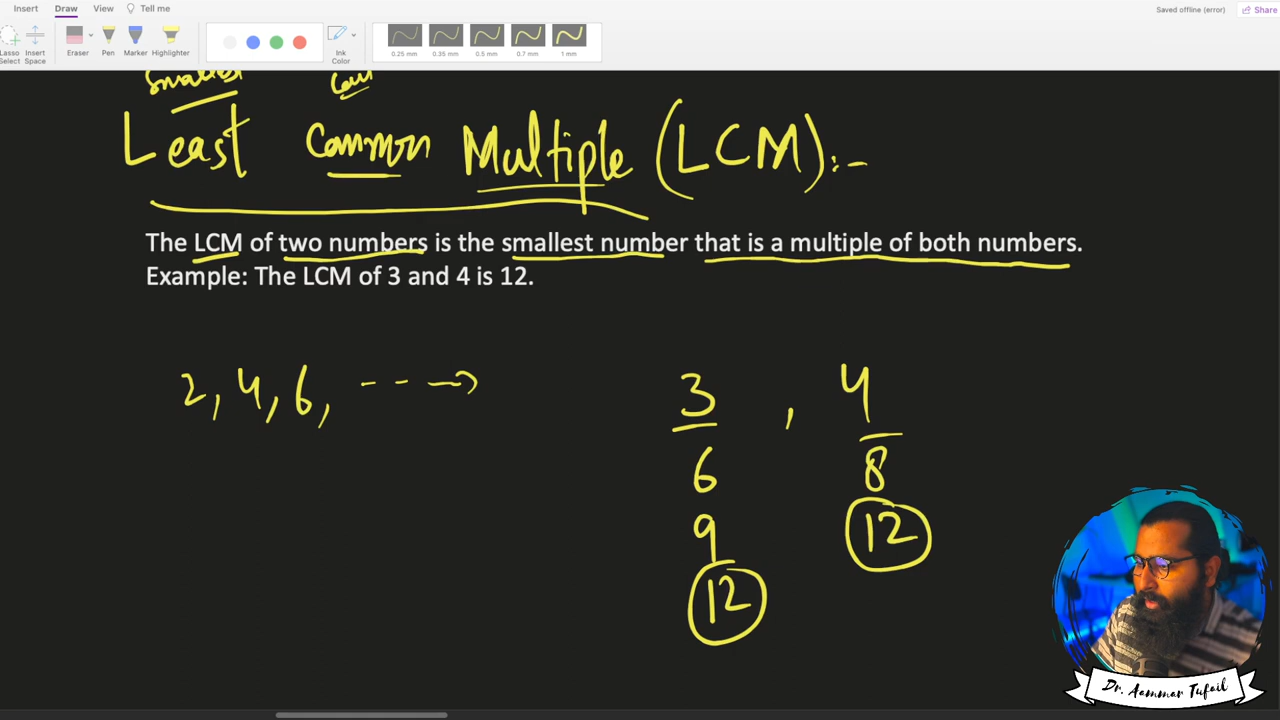 Insert Draw View Tell me
Saved offline (error) Share
Lasso Select Insert Space Eraser Pen Marker Highlighter Ink Color 0.25 mm 0.35 mm 0.5 mm 0.7 mm 1 mm
Smallest
Least Common Multiple (LCM):-
The LCM of two numbers is the smallest number that is a multiple of both numbers.
Example: The LCM of 3 and 4 is 12.
2, 4, 6, ---→
3 , 4
6 8
9 12
12
Dr. Aammar Tufail